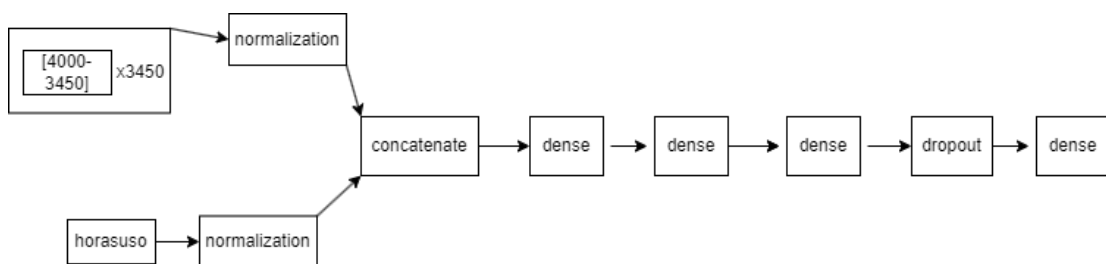 normalization
[4000-
3450]
x3450
concatenate
dense
dense
dense
dropout
dense
horasuso
normalization